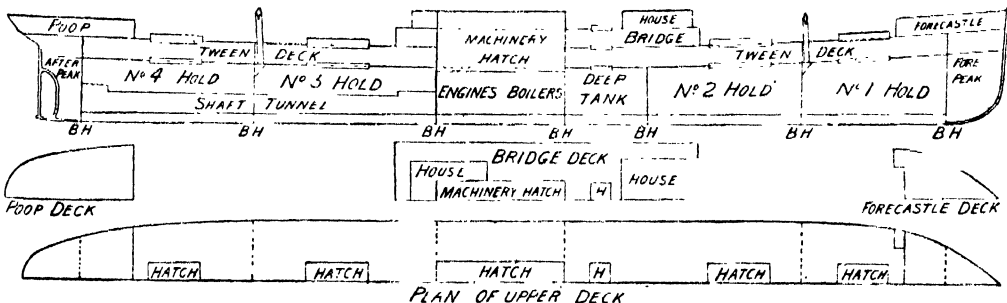 POOP
TWEEN DECK
MACHINERY HATCH
HOUSE
BRIDGE
TWEEN DECK
FORECASTLE
AFTER PEAK
No 4 HOLD
No 3 HOLD
ENGINES BOILERS
DEEP TANK
No 2 HOLD
No 1 HOLD
FORE PEAK
SHAFT TUNNEL
BH BH BH BH BH BH BH
BRIDGE DECK
HOUSE
MACHINERY HATCH
H
HOUSE
POOP DECK
FORECASTLE DECK
HATCH HATCH HATCH H HATCH HATCH
PLAN OF UPPER DECK